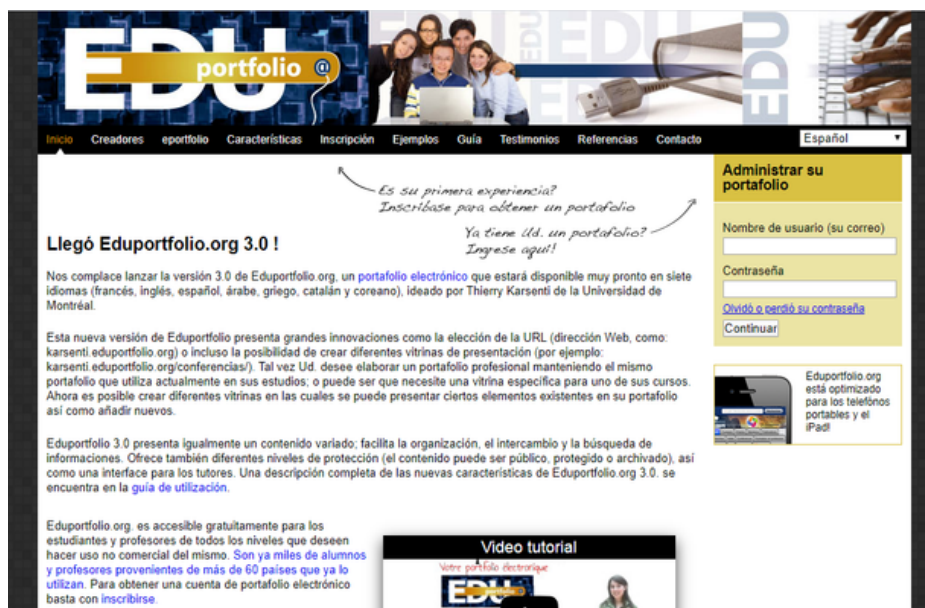 EDU
portfolio @
EDU
EDU
EDU
EDU
Inicio Creadores eportfolio Características Inscripción Ejemplos Guía Testimonios Referencias Contacto Español
Es su primera experiencia?
Inscríbase para obtener un portafolio
Ya tiene Ud. un portafolio?
Ingrese aquí!
Llegó Eduportfolio.org 3.0 !
Nos complace lanzar la versión 3.0 de Eduportfolio.org, un portafolio electrónico que estará disponible muy pronto en siete
idiomas (francés, inglés, español, árabe, griego, catalán y coreano), ideado por Thierry Karsenti de la Universidad de
Montréal.
Esta nueva versión de Eduportfolio presenta grandes innovaciones como la elección de la URL (dirección Web, como:
karsenti.eduportfolio.org) o incluso la posibilidad de crear diferentes vitrinas de presentación (por ejemplo:
karsenti.eduportfolio.org/conferencias/). Tal vez Ud. desee elaborar un portafolio profesional manteniendo el mismo
portafolio que utiliza actualmente en sus estudios; o puede ser que necesite una vitrina específica para uno de sus cursos.
Ahora es posible crear diferentes vitrinas en las cuales se puede presentar ciertos elementos existentes en su portafolio
así como añadir nuevos.
Eduportfolio 3.0 presenta igualmente un contenido variado; facilita la organización, el intercambio y la búsqueda de
informaciones. Ofrece también diferentes niveles de protección (el contenido puede ser público, protegido o archivado), así
como una interface para los tutores. Una descripción completa de las nuevas características de Eduportfolio.org 3.0. se
encuentra en la guía de utilización.
Eduportfolio.org. es accesible gratuitamente para los
estudiantes y profesores de todos los niveles que deseen
hacer uso no comercial del mismo. Son ya miles de alumnos
y profesores provenientes de más de 60 países que ya lo
utilizan. Para obtener una cuenta de portafolio electrónico
basta con inscribirse.
Video tutorial
Votre portfolio électronique
EDU
portfolio
Administrar su
portafolio
Nombre de usuario (su correo)
Contraseña
Olvidó o perdió su contraseña
Continuar
Eduportfolio.org
está optimizado
para los telefónos
portables y el
iPad!